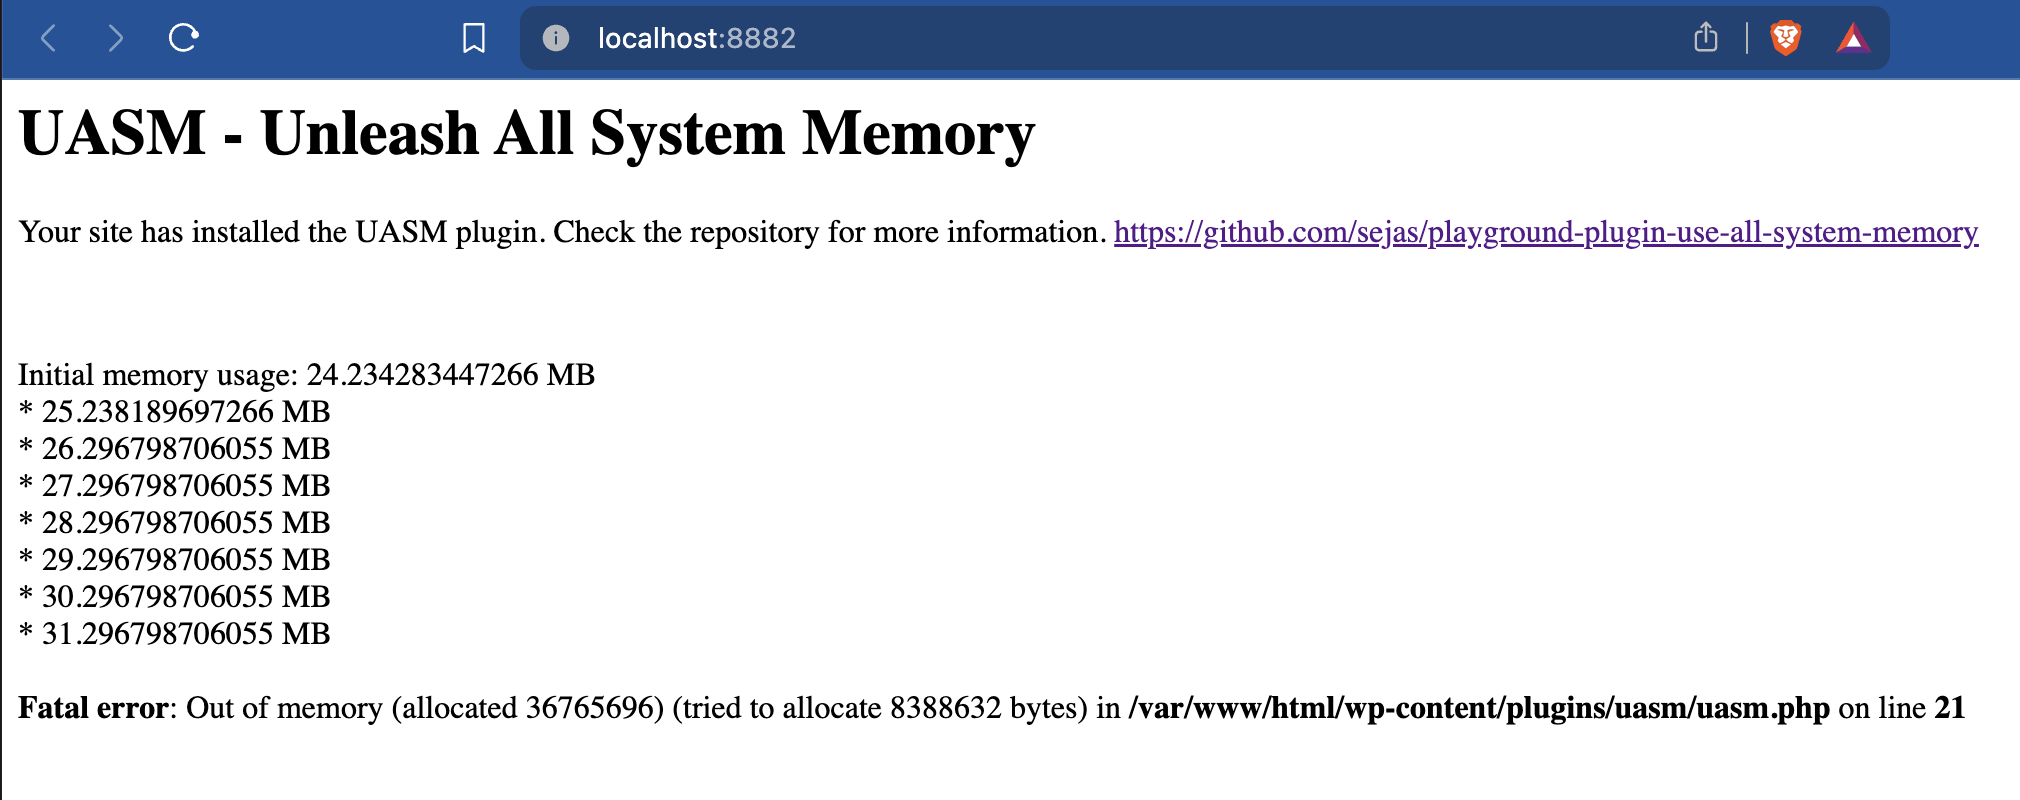 localhost:8882
UASM - Unleash All System Memory
Your site has installed the UASM plugin. Check the repository for more information. https://github.com/sejas/playground-plugin-use-all-system-memory
Initial memory usage: 24.234283447266 MB
* 25.238189697266 MB
* 26.296798706055 MB
* 27.296798706055 MB
* 28.296798706055 MB
* 29.296798706055 MB
* 30.296798706055 MB
* 31.296798706055 MB
Fatal error: Out of memory (allocated 36765696) (tried to allocate 8388632 bytes) in /var/www/html/wp-content/plugins/uasm/uasm.php on line 21